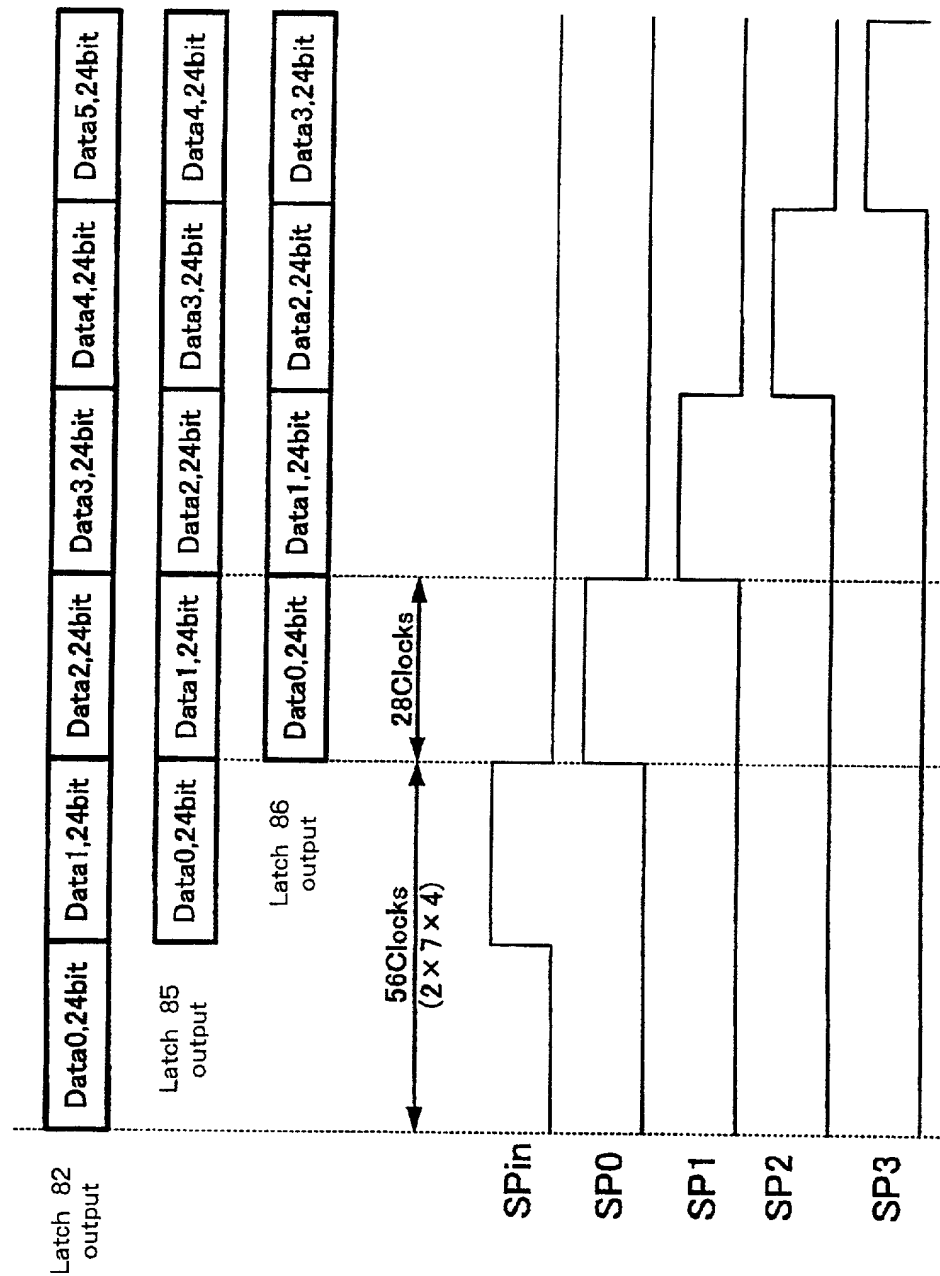 Latch 82
output
Data0,24bit
Data1,24bit
Data2,24bit
Data3,24bit
Data4,24bit
Data5,24bit
Latch 85
output
Data0,24bit
Data1,24bit
Data2,24bit
Data3,24bit
Data4,24bit
Latch 86
output
Data0,24bit
Data1,24bit
Data2,24bit
Data3,24bit
56Clocks
(2×7×4)
28Clocks
SPin
SP0
SP1
SP2
SP3